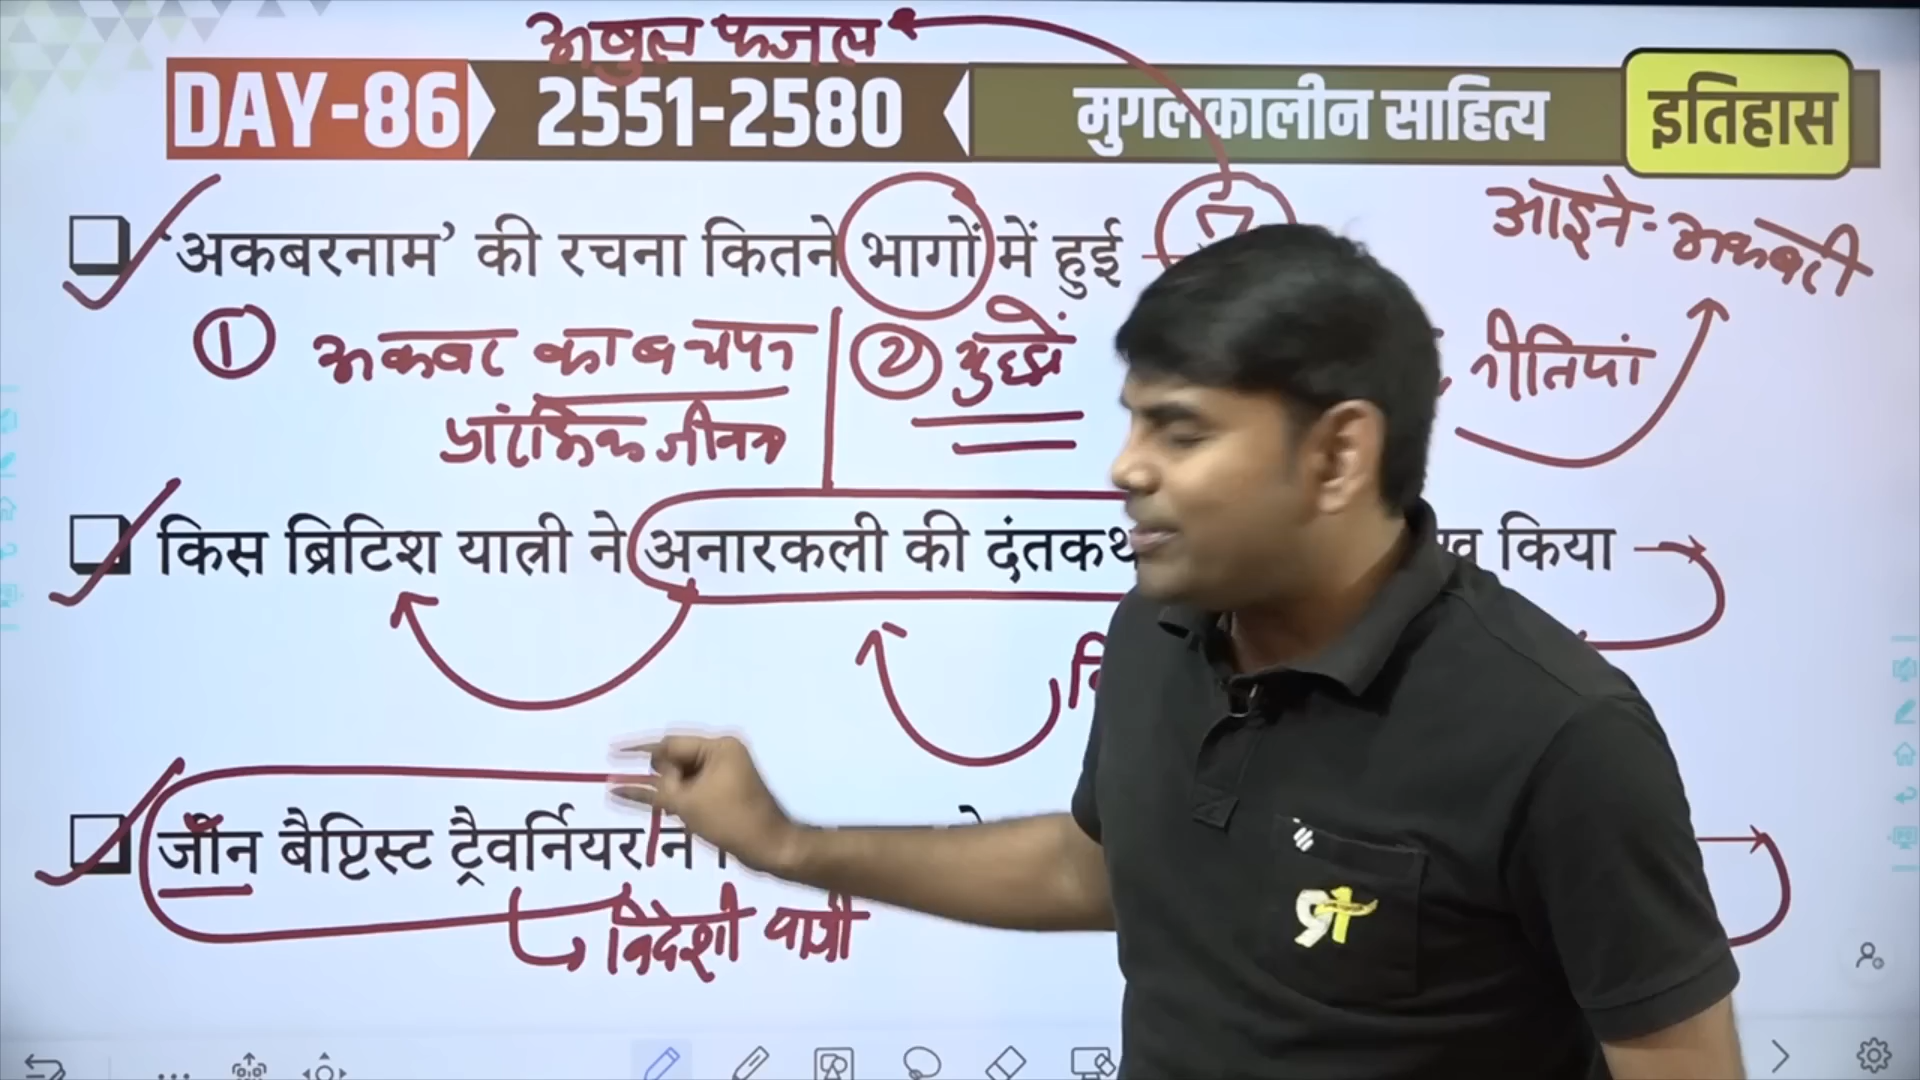 अबुल फजल
DAY-86 2551-2580 मुगलकालीन साहित्य इतिहास
आइने-अकबरी
'अकबरनाम' की रचना कितने भागों में हुई
① अकबर का बचपन ② युद्धों नीतियां
प्रारंभिक जीवन
किस ब्रिटिश यात्री ने अनारकली की दंतकथ किया
जॉन बैप्टिस्ट ट्रैवर्नियर ने
विदेशी यात्री